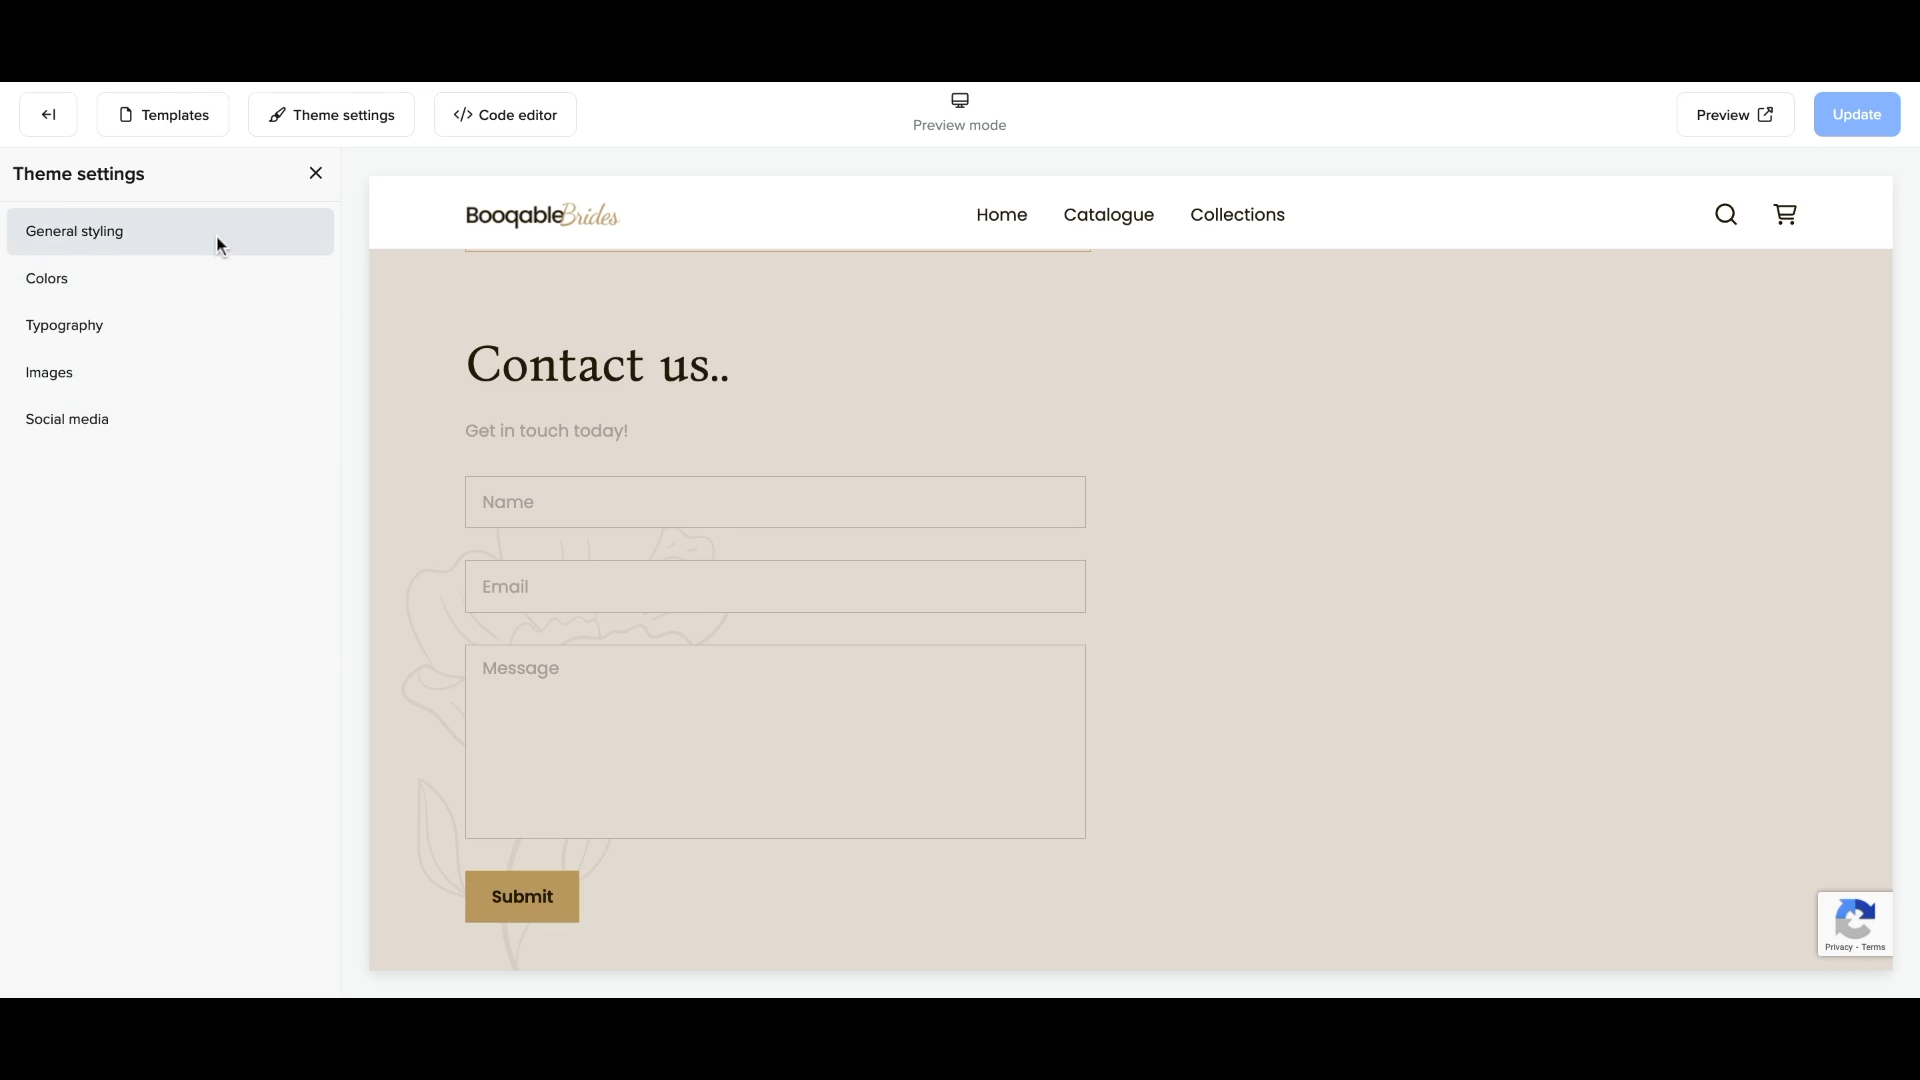 Templates
Theme settings
</> Code editor
Preview mode
Preview
Update
Theme settings
General styling
Colors
Typography
Images
Social media
BooqableBrides
Home
Catalogue
Collections
Contact us..
Get in touch today!
Name
Email
Message
Submit
Privacy - Terms